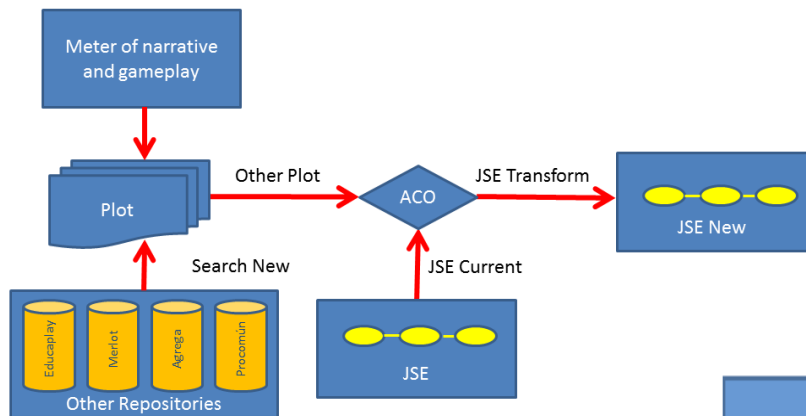 Meter of narrative
and gameplay
Plot
Other Plot
ACO
JSE Transform
JSE New
Search New
JSE Current
Educaplay
Merlot
Agrega
Procomún
Other Repositories
JSE